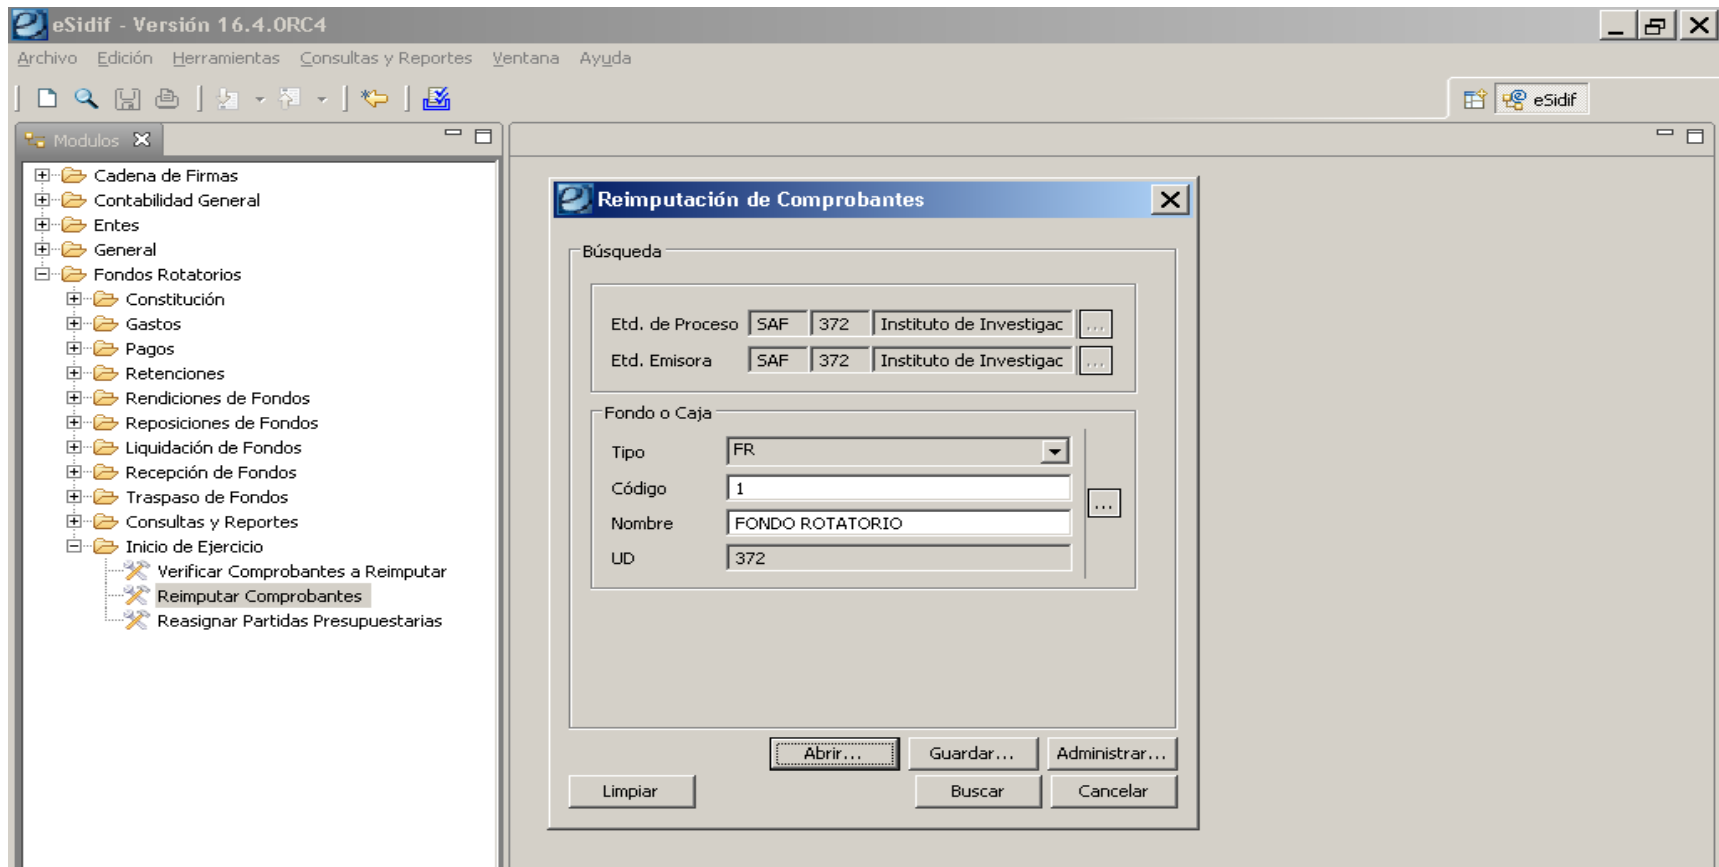 eSidif - Versión 16.4.0RC4
Archivo Edición Herramientas Consultas y Reportes Ventana Ayuda
eSidif
Modulos
Cadena de Firmas
Contabilidad General
Entes
General
Fondos Rotatorios
Constitución
Gastos
Pagos
Retenciones
Rendiciones de Fondos
Reposiciones de Fondos
Liquidación de Fondos
Recepción de Fondos
Traspaso de Fondos
Consultas y Reportes
Inicio de Ejercicio
Verificar Comprobantes a Reimputar
Reimputar Comprobantes
Reasignar Partidas Presupuestarias
Reimputación de Comprobantes
Búsqueda
Etd. de Proceso SAF 372 Instituto de Investigac ...
Etd. Emisora SAF 372 Instituto de Investigac ...
Fondo o Caja
Tipo FR
Código 1
...
Nombre FONDO ROTATORIO
UD 372
Abrir... Guardar... Administrar...
Limpiar Buscar Cancelar